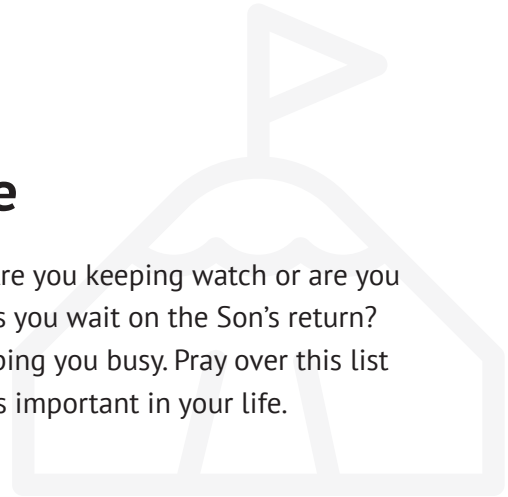 e
re you keeping watch or are you
s you wait on the Son's return?
ping you busy. Pray over this list
s important in your life.